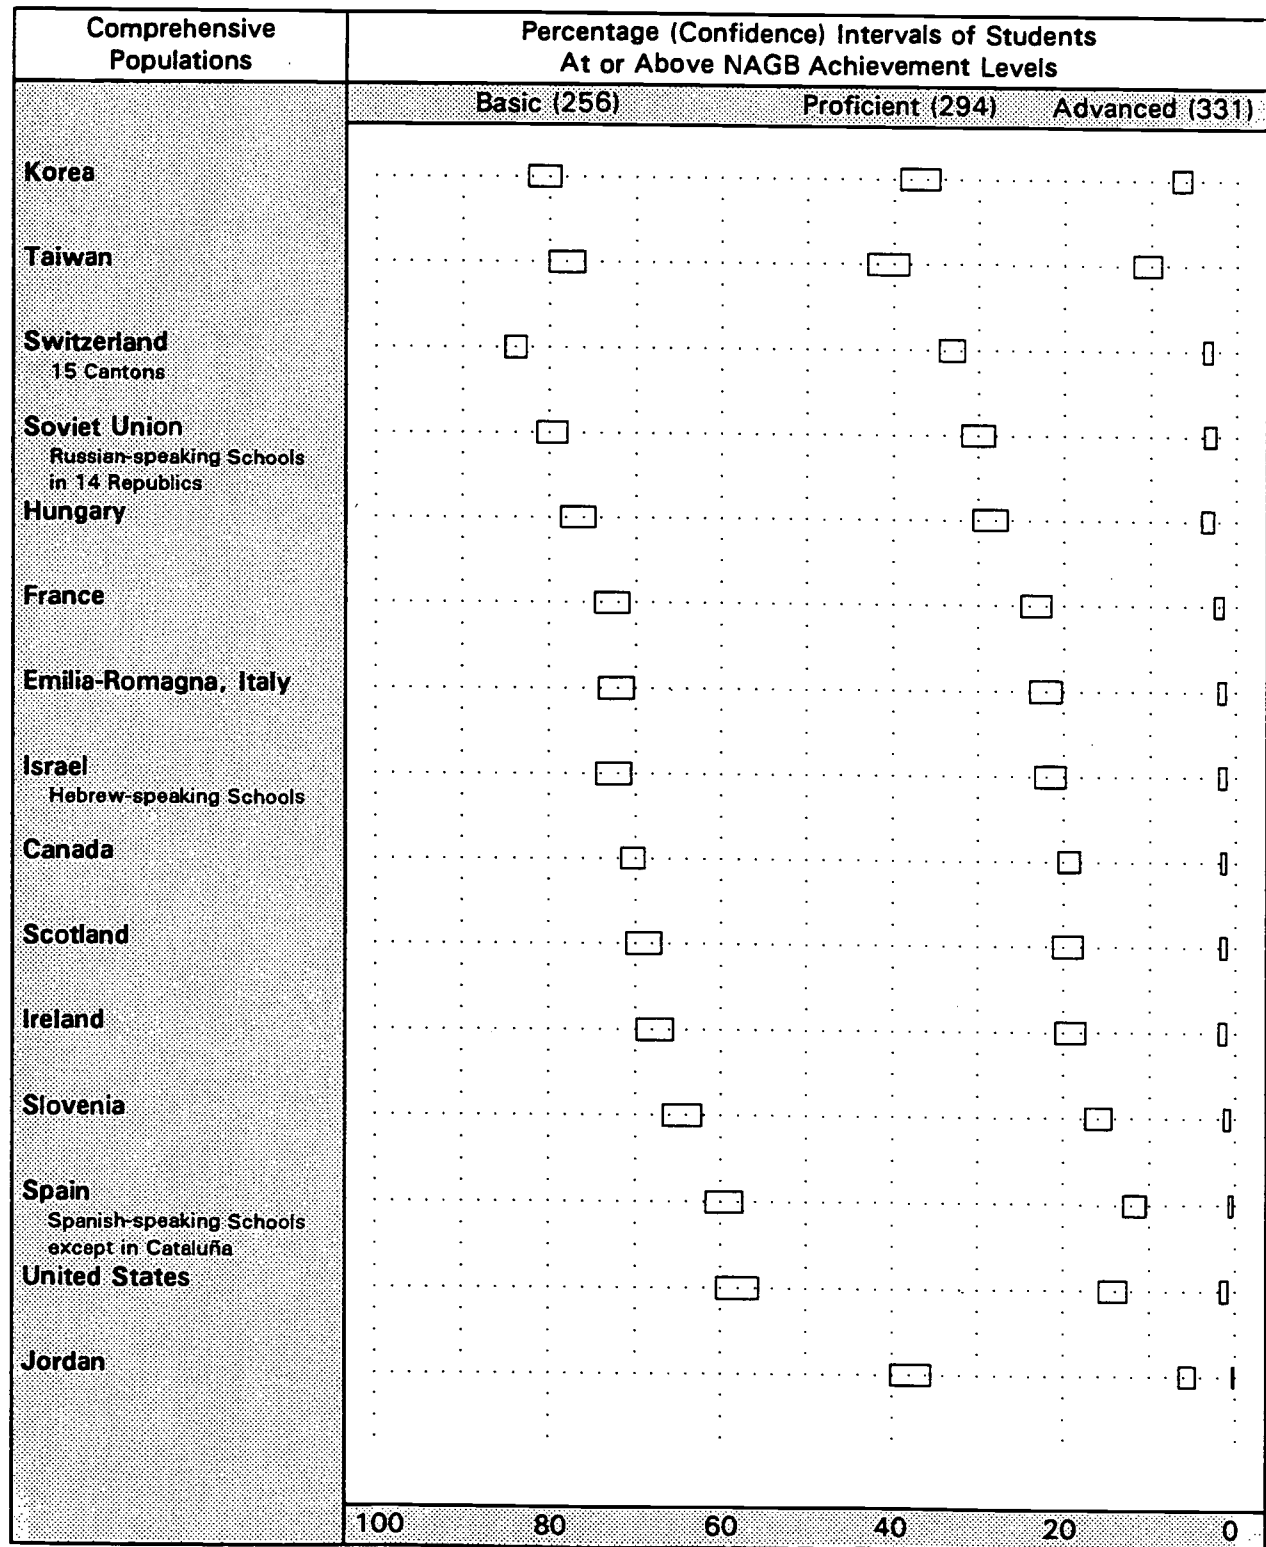 Comprehensive
Populations
Percentage (Confidence) Intervals of Students
At or Above NAGB Achievement Levels
Basic (256) Proficient (294) Advanced (331)
Korea
Taiwan
Switzerland
15 Cantons
Soviet Union
Russian-speaking Schools
in 14 Republics
Hungary
France
Emilia-Romagna, Italy
Israel
Hebrew-speaking Schools
Canada
Scotland
Ireland
Slovenia
Spain
Spanish-speaking Schools
except in Cataluña
United States
Jordan
100 80 60 40 20 0